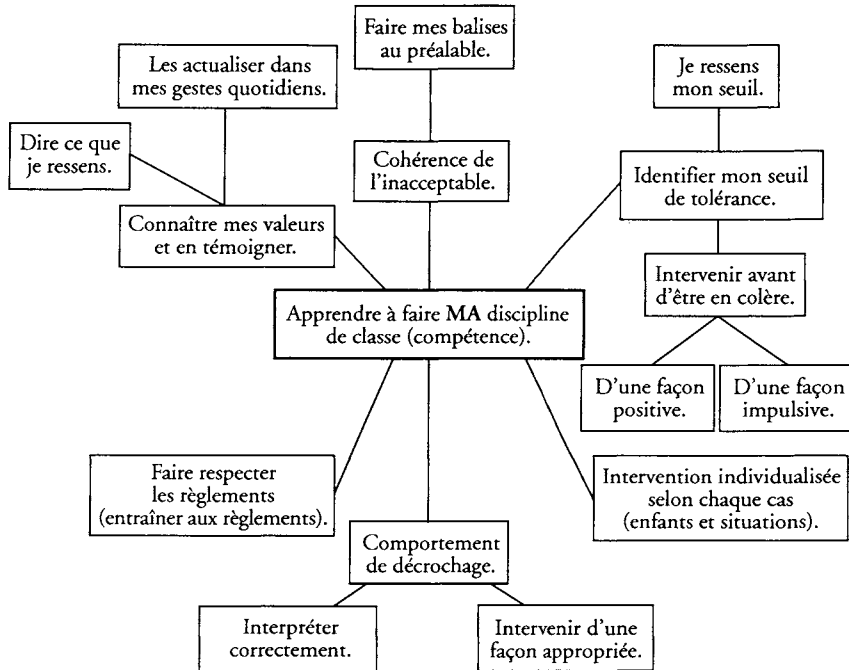 Faire mes balises
au préalable.
Les actualiser dans
mes gestes quotidiens.
Je ressens
mon seuil.
Dire ce que
je ressens.
Cohérence de
l'inacceptable.
Identifier mon seuil
de tolérance.
Connaître mes valeurs
et en témoigner.
Intervenir avant
d'être en colère.
Apprendre à faire MA discipline
de classe (compétence).
D'une façon
positive.
D'une façon
impulsive.
Faire respecter
les règlements
(entraîner aux règlements).
Intervention individualisée
selon chaque cas
(enfants et situations).
Comportement
de décrochage.
Interpréter
correctement.
Intervenir d'une
façon appropriée.